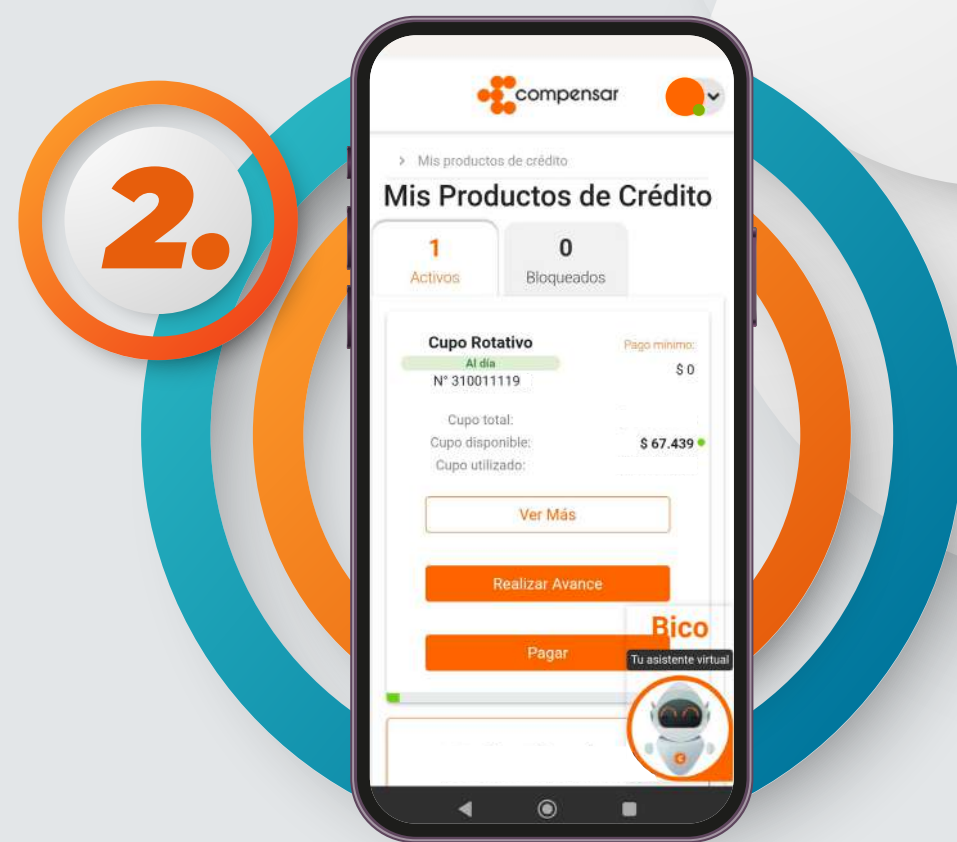 2.
compensar
> Mis productos de crédito
Mis Productos de Crédito
1
Activos
0
Bloqueados
Cupo Rotativo
Al día
N° 310011119
Pago mínimo:
$ 0
Cupo total:
Cupo disponible:
$ 67.439
Cupo utilizado:
Ver Más
Realizar Avance
Pagar
Bico
Tu asistente virtual